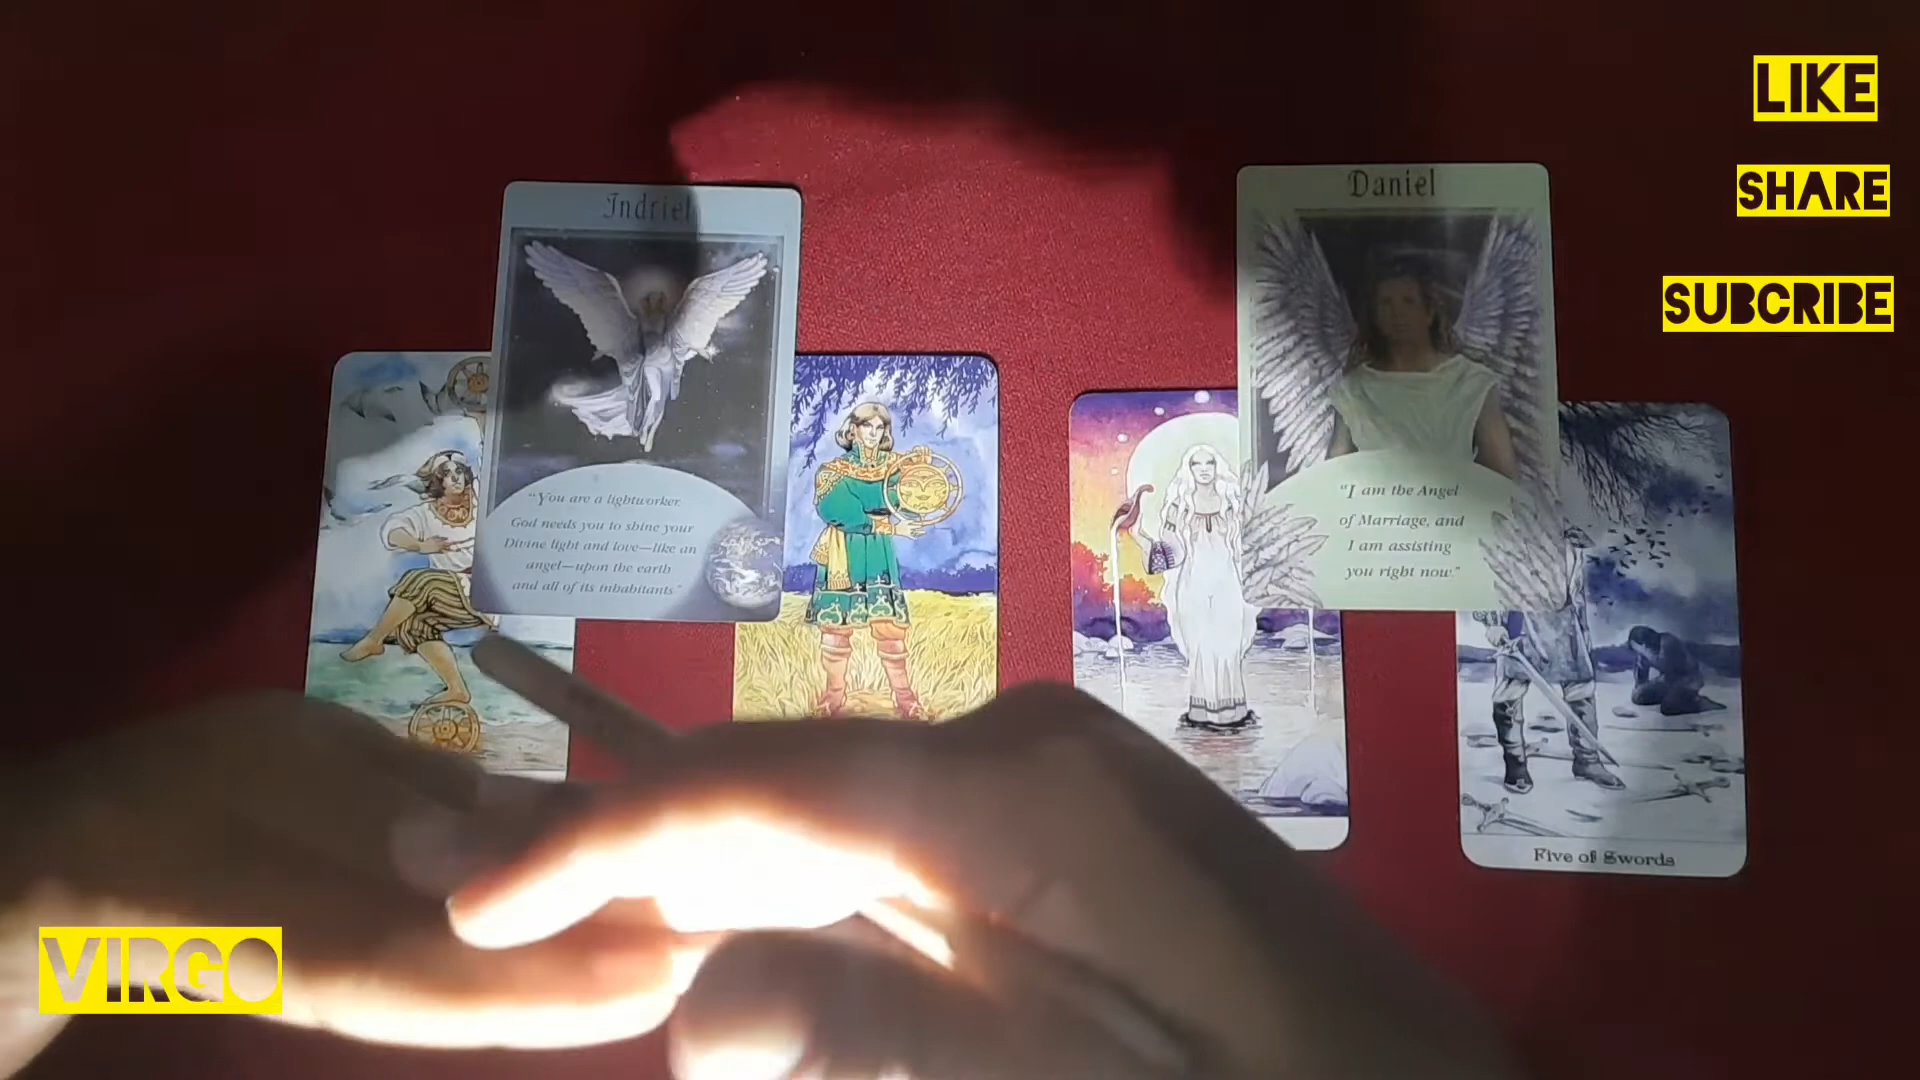 LIKE
SHARE
SUBCRIBE
Indriel
"You are a lightworker.
God needs you to shine your
Divine light and love—like an
angel—upon the earth
and all of its inhabitants."
Daniel
"I am the Angel
of Marriage, and
I am assisting
you right now."
Five of Swords
VIRGO